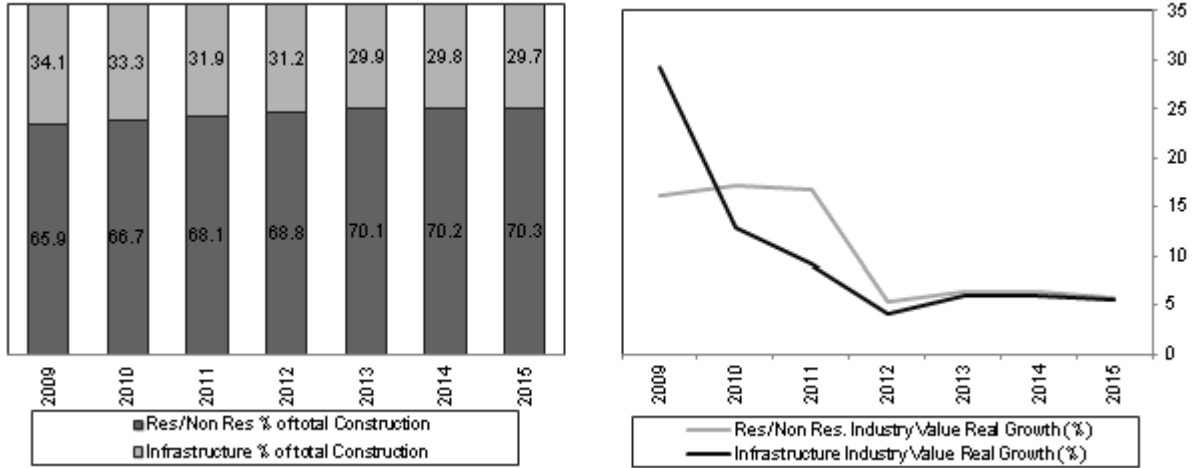 34.1 33.3 31.9 31.2 29.9 29.8 29.7
65.9 66.7 68.1 68.8 70.1 70.2 70.3
2009 2010 2011 2012 2013 2014 2015
Res/Non Res % of total Construction
Infrastructure % of total Construction
35
30
25
20
15
10
5
0
2009 2010 2011 2012 2013 2014 2015
Res/Non Res. Industry Value Real Growth (%)
Infrastructure Industry Value Real Growth (%)